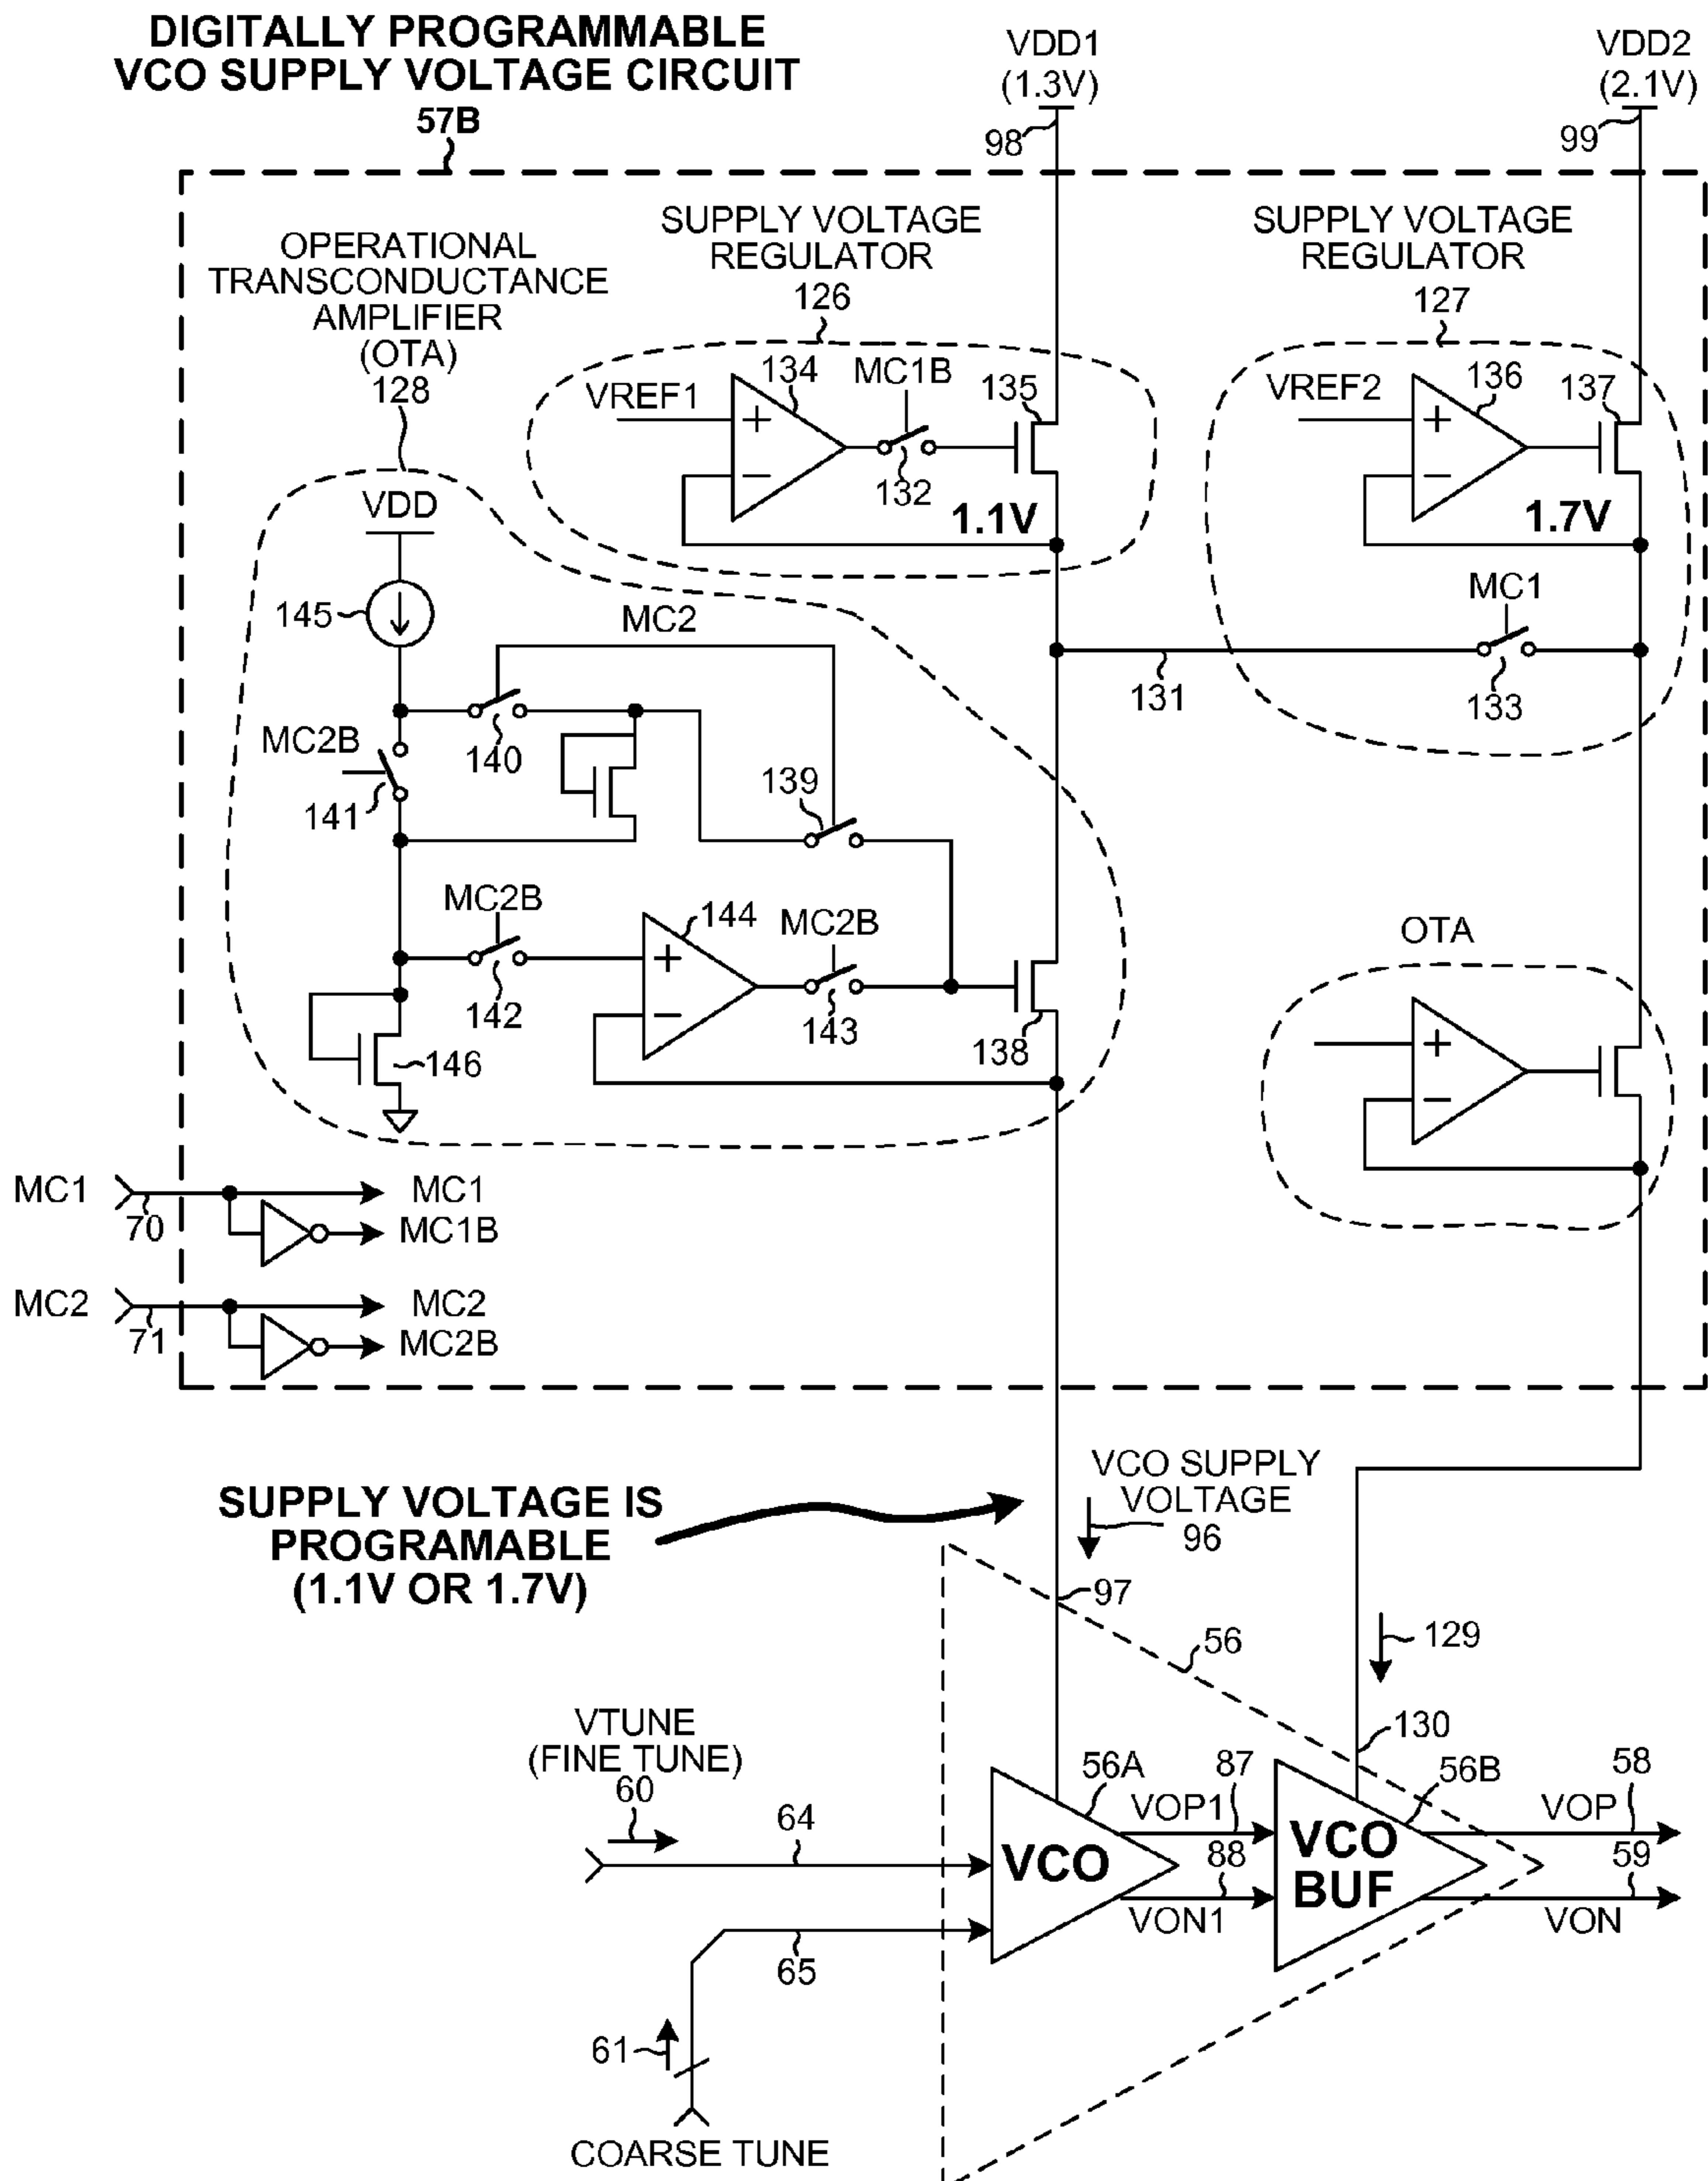 DIGITALLY PROGRAMMABLE
VCO SUPPLY VOLTAGE CIRCUIT
57B
VDD1
(1.3V)
98
VDD2
(2.1V)
99
OPERATIONAL
TRANSCONDUCTANCE
AMPLIFIER
(OTA)
128
SUPPLY VOLTAGE
REGULATOR
126
SUPPLY VOLTAGE
REGULATOR
127
VREF1
134
MC1B
135
+
−
132
1.1V
VREF2
136
137
+
−
1.7V
VDD
145
MC2
MC1
131
133
140
MC2B
141
139
MC2B
142
144
+
−
MC2B
143
138
146
OTA
+
−
MC1
70
MC1
MC1B
MC2
71
MC2
MC2B
SUPPLY VOLTAGE IS
PROGRAMABLE
(1.1V OR 1.7V)
VCO SUPPLY
VOLTAGE
96
97
56
129
130
VTUNE
(FINE TUNE)
60
64
65
61
COARSE TUNE
56A
VCO
VOP1
87
88
VON1
56B
VCO
BUF
VOP
58
59
VON